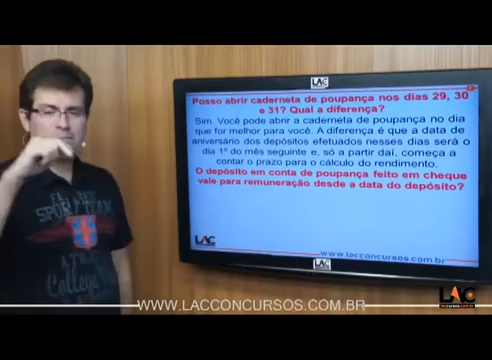 LAC
Posso abrir caderneta de poupança nos dias 29, 30
e 31? Qual a diferença?
Sim. Você pode abrir a caderneta de poupança no dia
que for melhor para você. A diferença é que a data de
aniversário dos depósitos efetuados nesses dias será o
dia 1º do mês seguinte e, só a partir daí, começa a
contar o prazo para o cálculo do rendimento.
O depósito em conta de poupança feito em cheque
vale para remuneração desde a data do depósito?
LAC
www.lacconcursos.com.br
LAC
SPORT
College
WWW.LACCONCURSOS.COM.BR
LAC